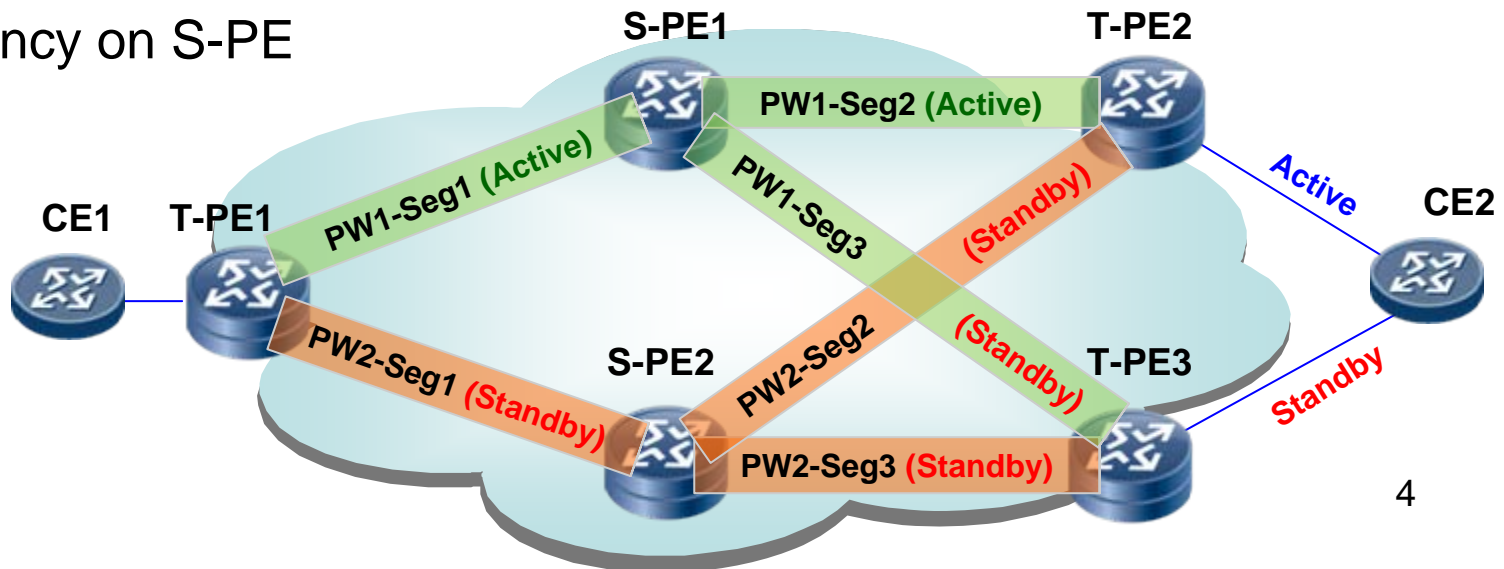 ncy on S-PE
S-PE1
T-PE2
PW1-Seg2 (Active)
PW1-Seg1 (Active)
PW1-Seg3
(Standby)
Active
CE1
T-PE1
CE2
PW2-Seg1 (Standby)
S-PE2
PW2-Seg2
(Standby)
T-PE3
Standby
PW2-Seg3 (Standby)
4